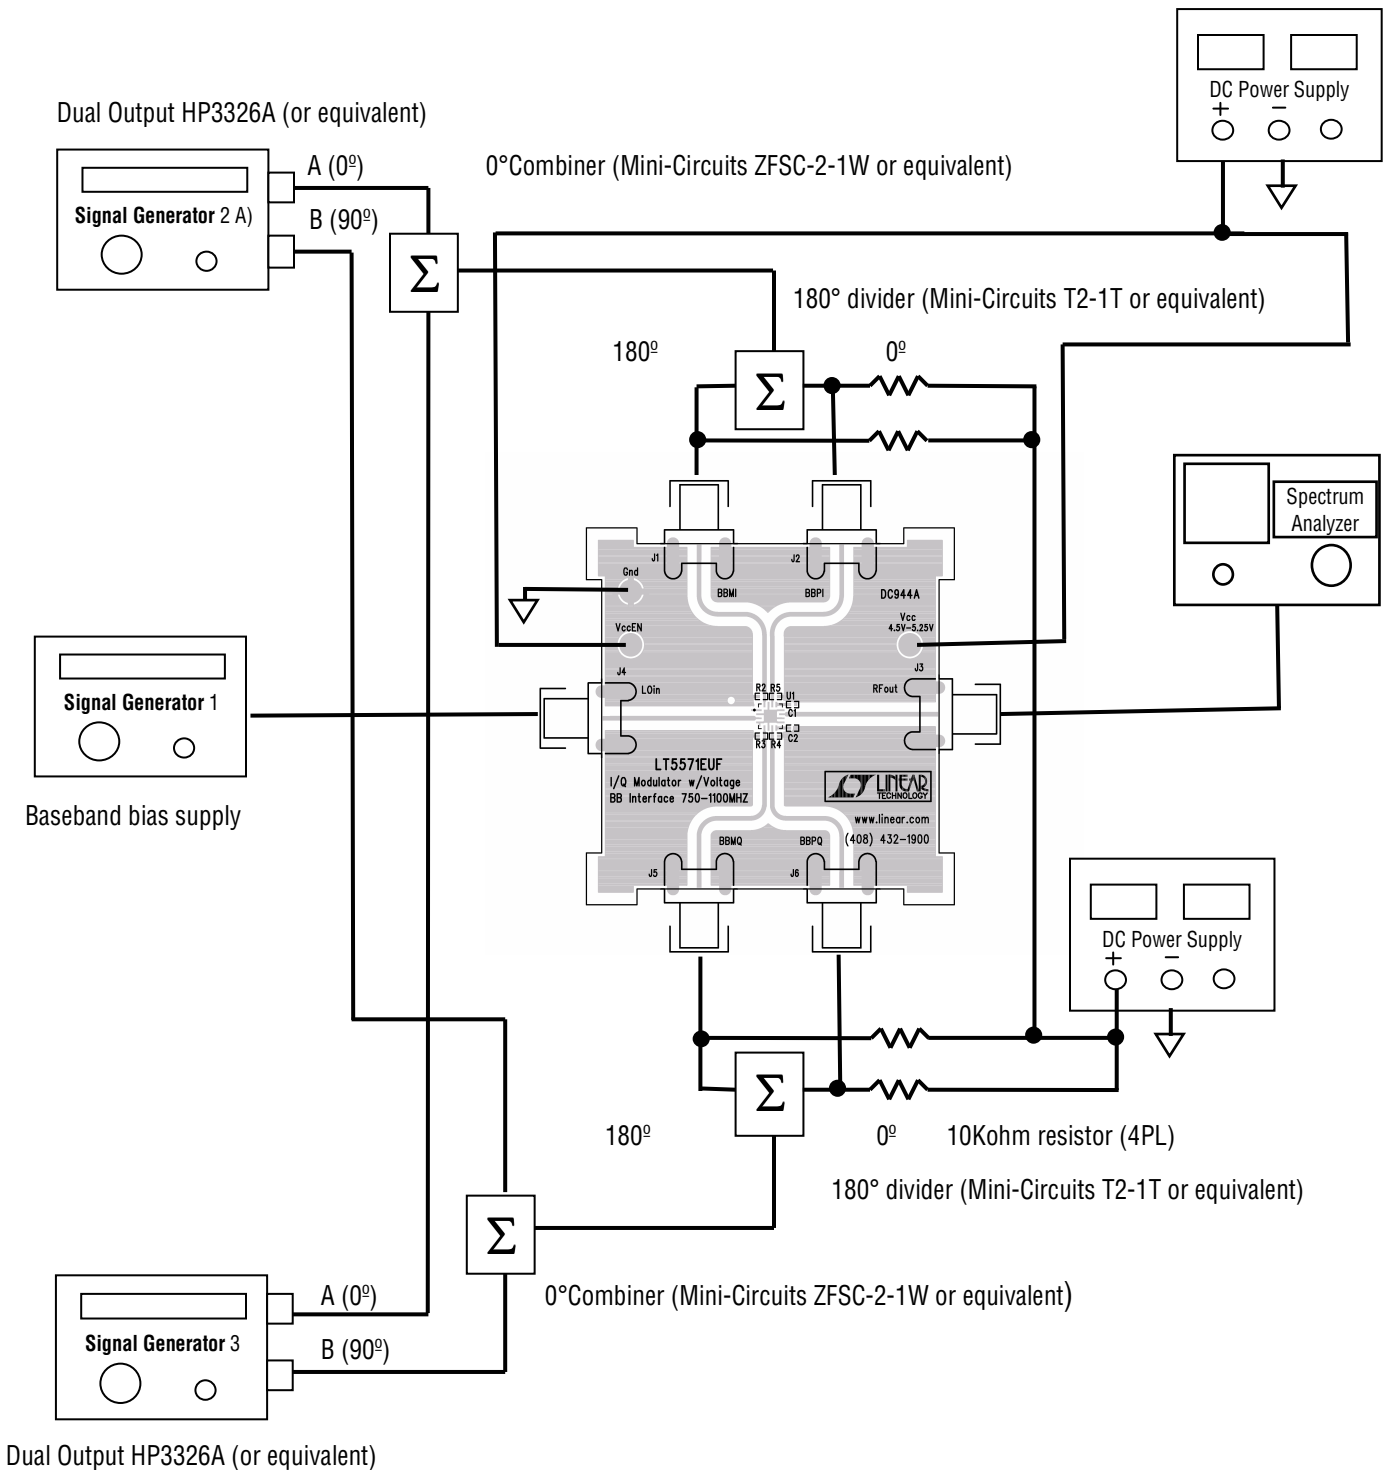 DC Power Supply
+ −
Dual Output HP3326A (or equivalent)
A (0º)
0°Combiner (Mini-Circuits ZFSC-2-1W or equivalent)
Signal Generator 2 A)
B (90º)
Σ
180° divider (Mini-Circuits T2-1T or equivalent)
180º
0º
Σ
Spectrum
Analyzer
J1
J2
Gnd
BBMI
BBPI
DC944A
Vcc
4.5V-5.25V
VccEN
J4
J3
LOin
RFout
R2 R5
U1
C1
R3 R4
C2
Signal Generator 1
LT5571EUF
I/Q Modulator w/Voltage
BB Interface 750-1100MHZ
LINEAR
TECHNOLOGY
www.linear.com
(408) 432-1900
Baseband bias supply
BBMQ
BBPQ
J5
J6
DC Power Supply
+ −
Σ
180º
0º
10Kohm resistor (4PL)
180° divider (Mini-Circuits T2-1T or equivalent)
Σ
0°Combiner (Mini-Circuits ZFSC-2-1W or equivalent)
A (0º)
Signal Generator 3
B (90º)
Dual Output HP3326A (or equivalent)